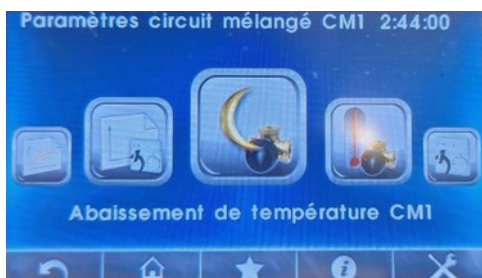 Paramètres circuit mélangé CM1 2:44:00
Abaissement de température CM1